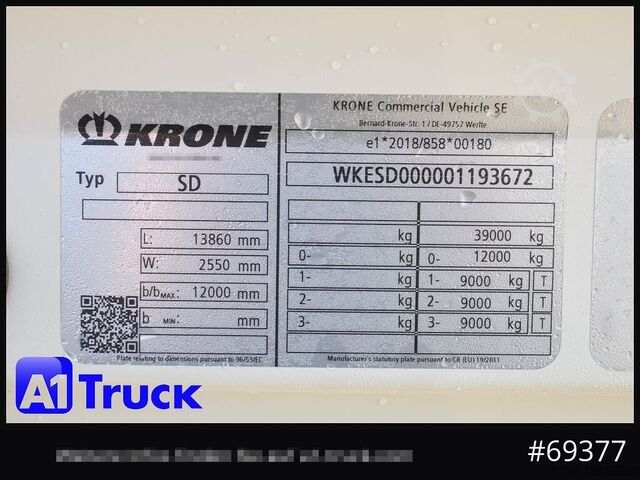 KRONE
Typ SD
L: 13860 mm
W: 2550 mm
b/bMAX: 12000 mm
b MIN: mm
Plate relating to dimensions pursuant to 96/53/EC
KRONE Commercial Vehicle SE
Bernard-Krone-Str. 1 / DE-49757 Werlte
e1*2018/858*00180
WKESD000001193672
kg 39000 kg
0- kg 0- 12000 kg
1- kg 1- 9000 kg T
2- kg 2- 9000 kg T
3- kg 3- 9000 kg T
Manufacturer's statutory plate pursuant to CR (EU) 19/2011
A1 Truck
#69377